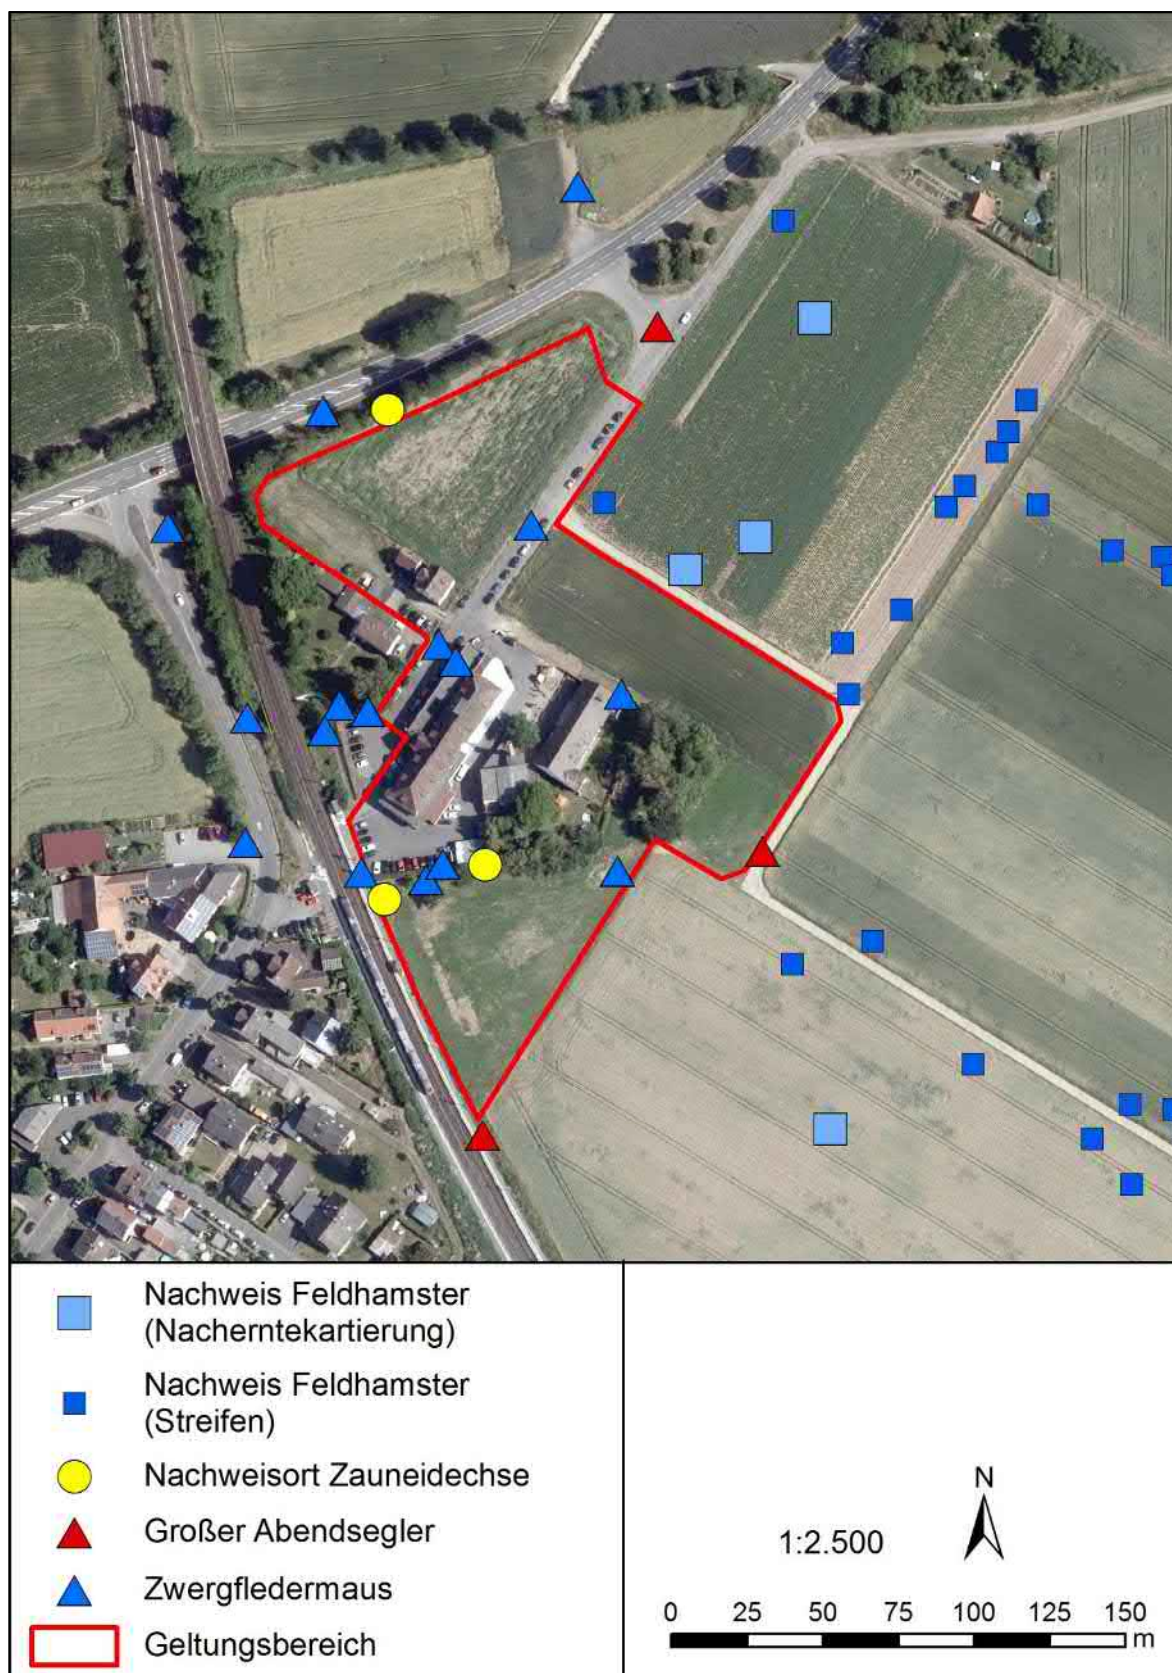 Nachweis Feldhamster
(Nacherntekartierung)
Nachweis Feldhamster
(Streifen)
Nachweisort Zauneidechse
Großer Abendsegler
Zwergfledermaus
Geltungsbereich
N
1:2.500
0 25 50 75 100 125 150
m